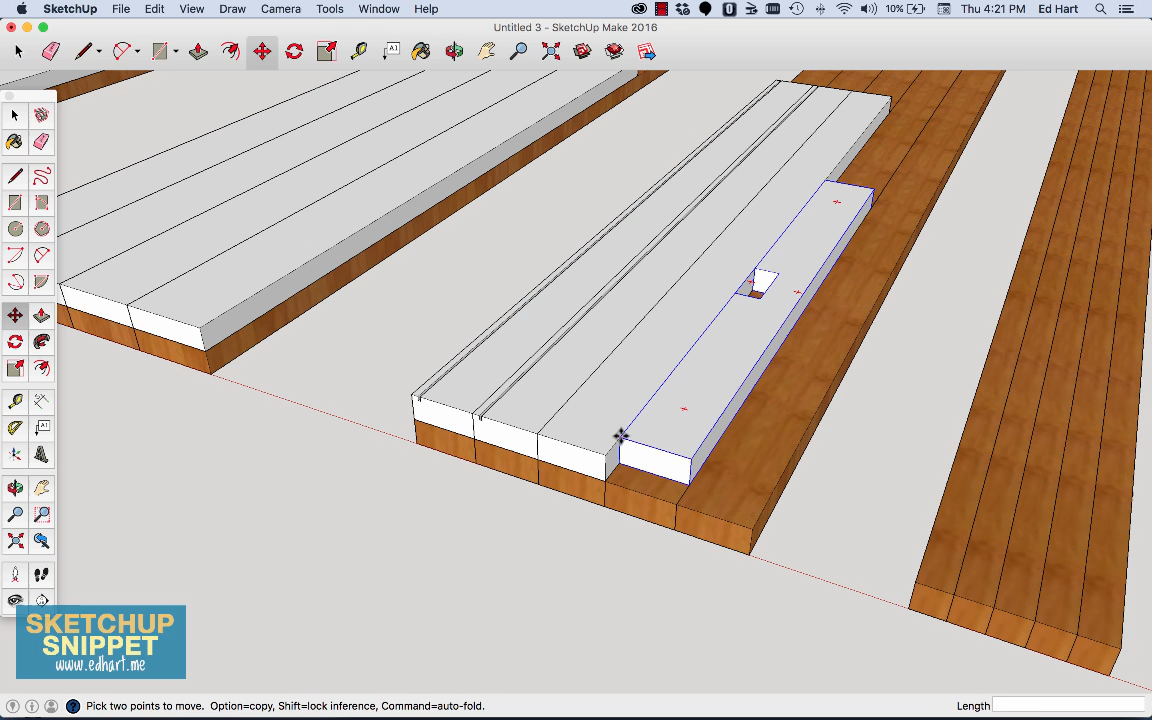 SketchUp File Edit View Draw Camera Tools Window Help 10% Thu 4:21 PM Ed Hart
Untitled 3 - SketchUp Make 2016
A1
A1
SKETCHUP
SNIPPET
www.edhart.me
Pick two points to move. Option=copy, Shift=lock inference, Command=auto-fold. Length